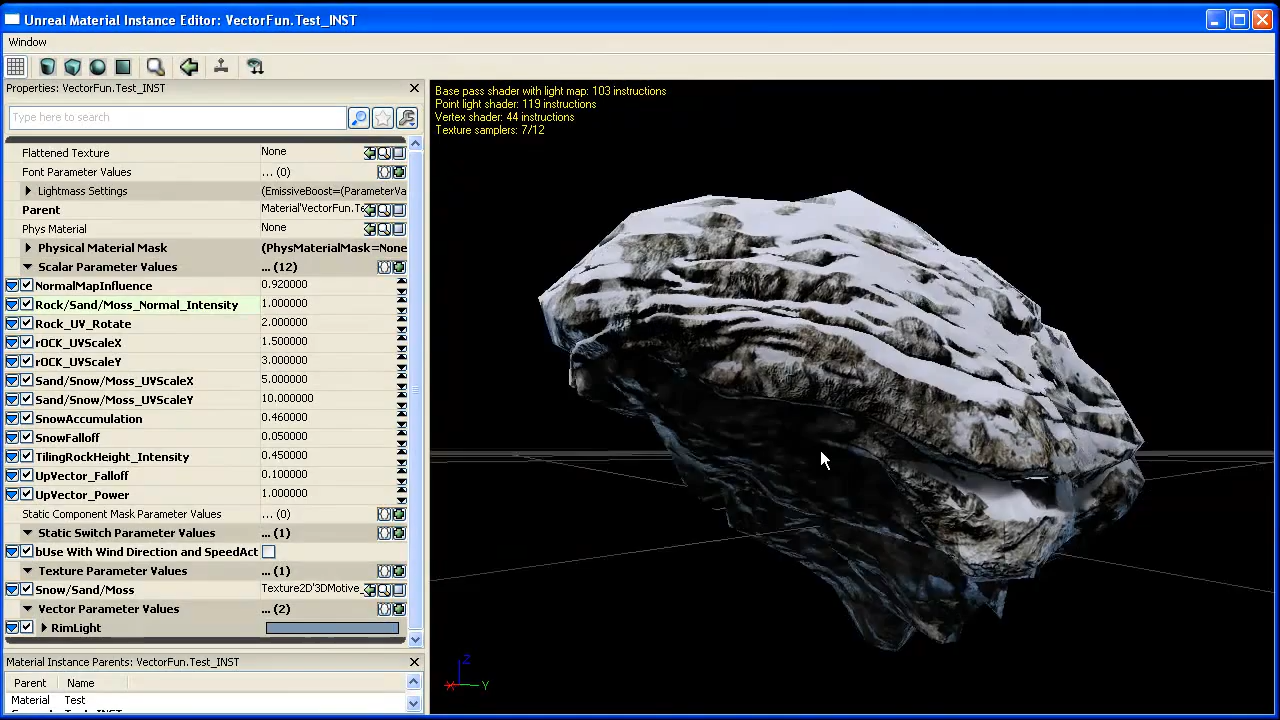 Unreal Material Instance Editor: VectorFun.Test_INST
Window
Properties: VectorFun.Test_INST
Type here to search
Flattened Texture None
Font Parameter Values ... (0)
Lightmass Settings (EmissiveBoost=(ParameterVa
Parent Material'VectorFun.Te
Phys Material None
Physical Material Mask (PhysMaterialMask=None
Scalar Parameter Values ... (12)
NormalMapInfluence 0.920000
Rock/Sand/Moss_Normal_Intensity 1.000000
Rock_UV_Rotate 2.000000
rOCK_UVScaleX 1.500000
rOCK_UVScaleY 3.000000
Sand/Snow/Moss_UVScaleX 5.000000
Sand/Snow/Moss_UVScaleY 10.000000
SnowAccumulation 0.460000
SnowFalloff 0.050000
TilingRockHeight_Intensity 0.450000
UpVector_Falloff 0.100000
UpVector_Power 1.000000
Static Component Mask Parameter Values ... (0)
Static Switch Parameter Values ... (1)
bUse With Wind Direction and SpeedAct
Texture Parameter Values ... (1)
Snow/Sand/Moss Texture2D'3DMotive_
Vector Parameter Values ... (2)
RimLight
Material Instance Parents: VectorFun.Test_INST
Parent Name
Material Test
Base pass shader with light map: 103 instructions
Point light shader: 119 instructions
Vertex shader: 44 instructions
Texture samplers: 7/12
Z
X Y